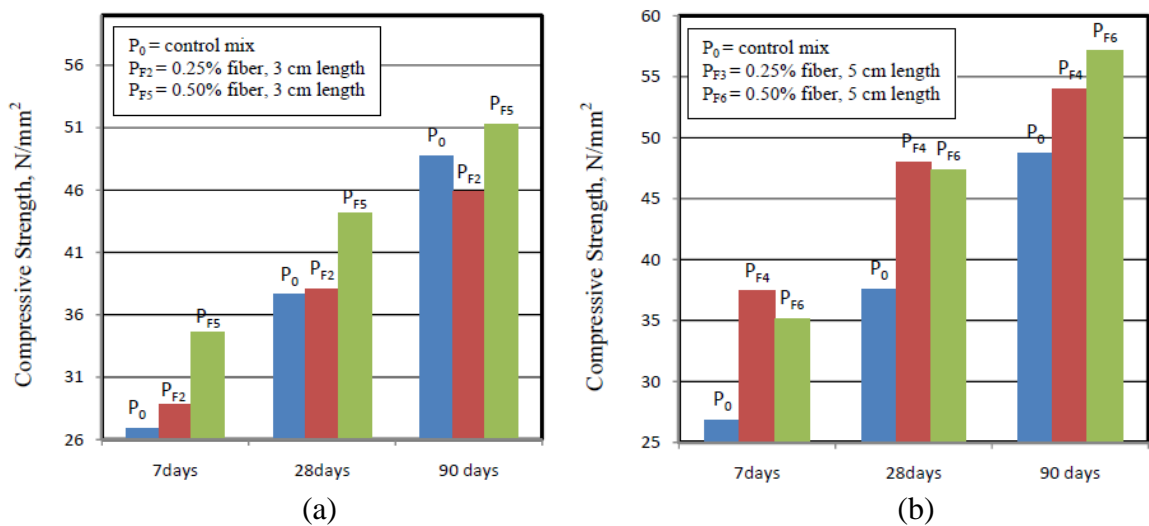 P0 = control mix
PF2 = 0.25% fiber, 3 cm length
PF5 = 0.50% fiber, 3 cm length
Compressive Strength, N/mm²
56
51
46
41
36
31
26
P0
PF2
PF5
P0
PF2
PF5
P0
PF2
PF5
7days
28days
90 days
(a)
P0 = control mix
PF3 = 0.25% fiber, 5 cm length
PF6 = 0.50% fiber, 5 cm length
Compressive Strength, N/mm²
60
55
50
45
40
35
30
25
P0
PF4
PF6
P0
PF4
PF6
P0
PF4
PF6
7days
28days
90 days
(b)